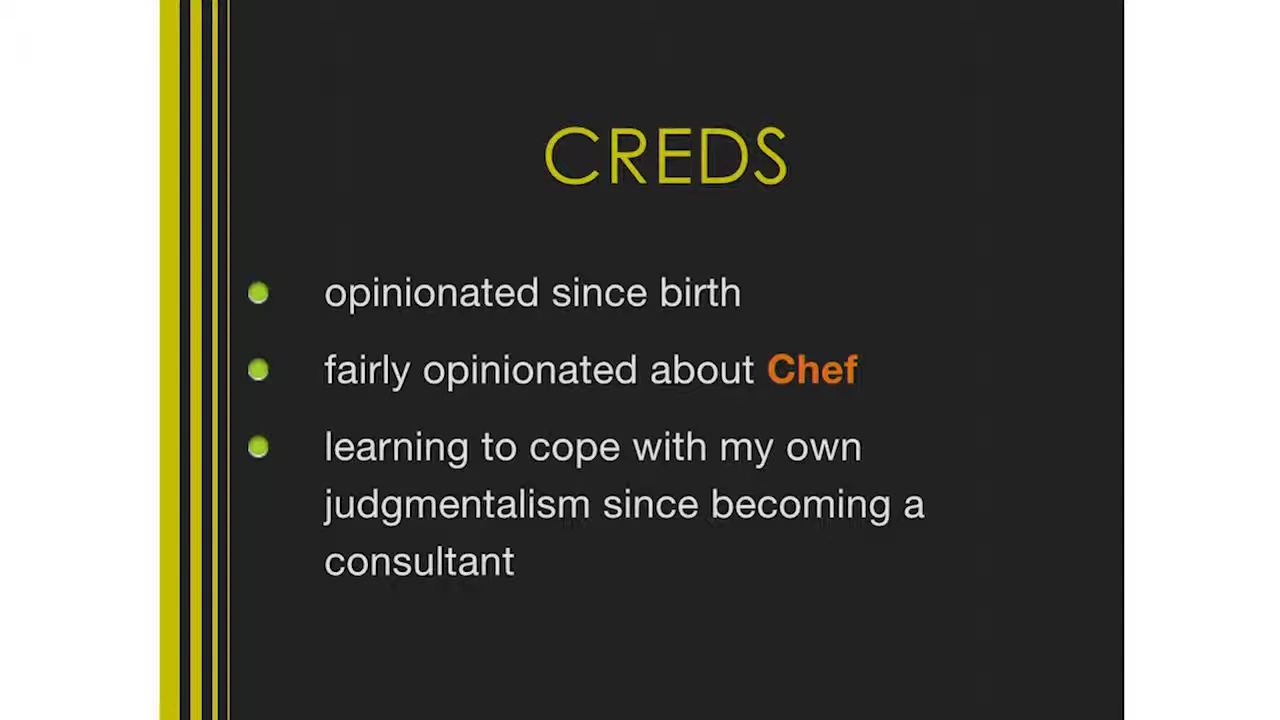 CREDS
opinionated since birth
fairly opinionated about Chef
learning to cope with my own
judgmentalism since becoming a
consultant